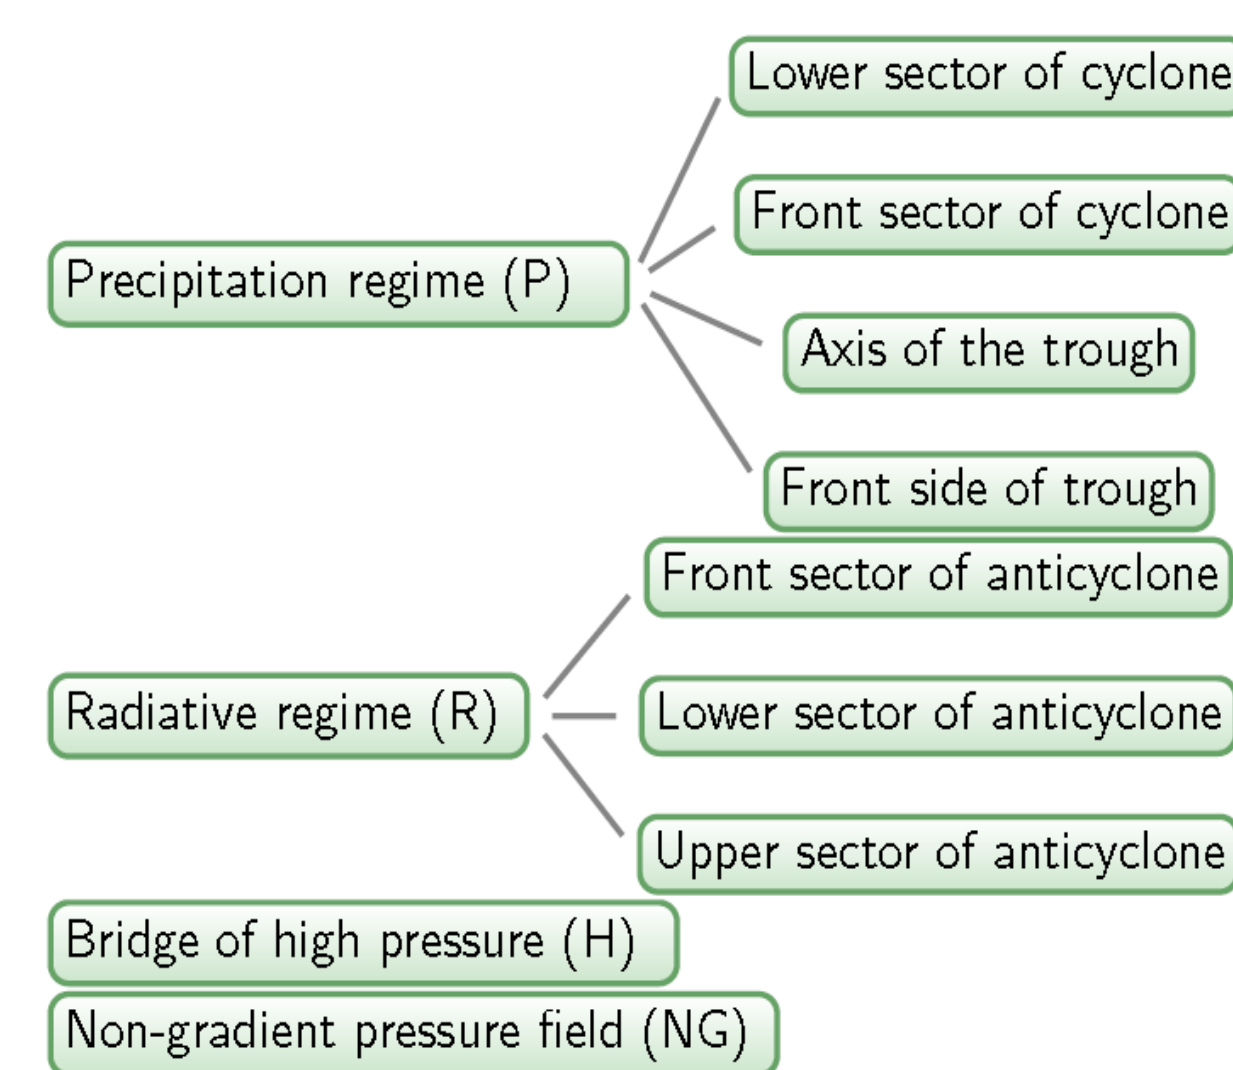 Lower sector of cyclone
Front sector of cyclone
Precipitation regime (P)
Axis of the trough
Front side of trough
Front sector of anticyclone
Radiative regime (R)
Lower sector of anticyclone
Upper sector of anticyclone
Bridge of high pressure (H)
Non-gradient pressure field (NG)